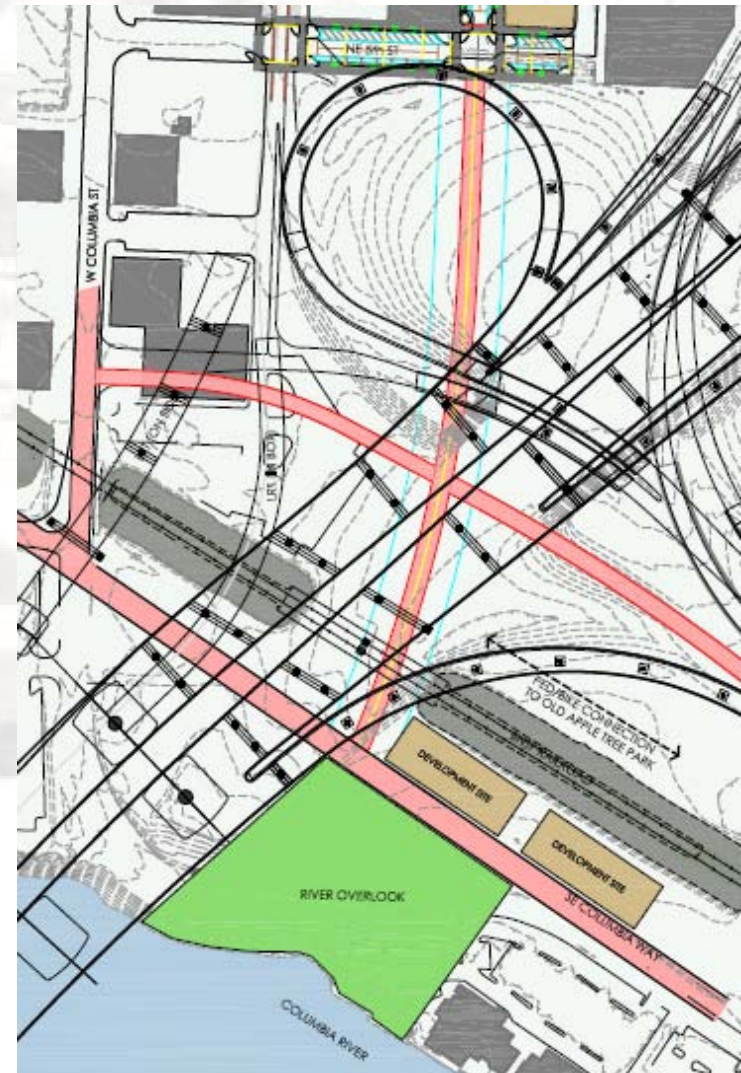 NE 5TH ST
W COLUMBIA ST
PED/BIKE CONNECTION
TO OLD APPLE TREE PARK
DEVELOPMENT SITE
DEVELOPMENT SITE
RIVER OVERLOOK
SE COLUMBIA WAY
COLUMBIA RIVER